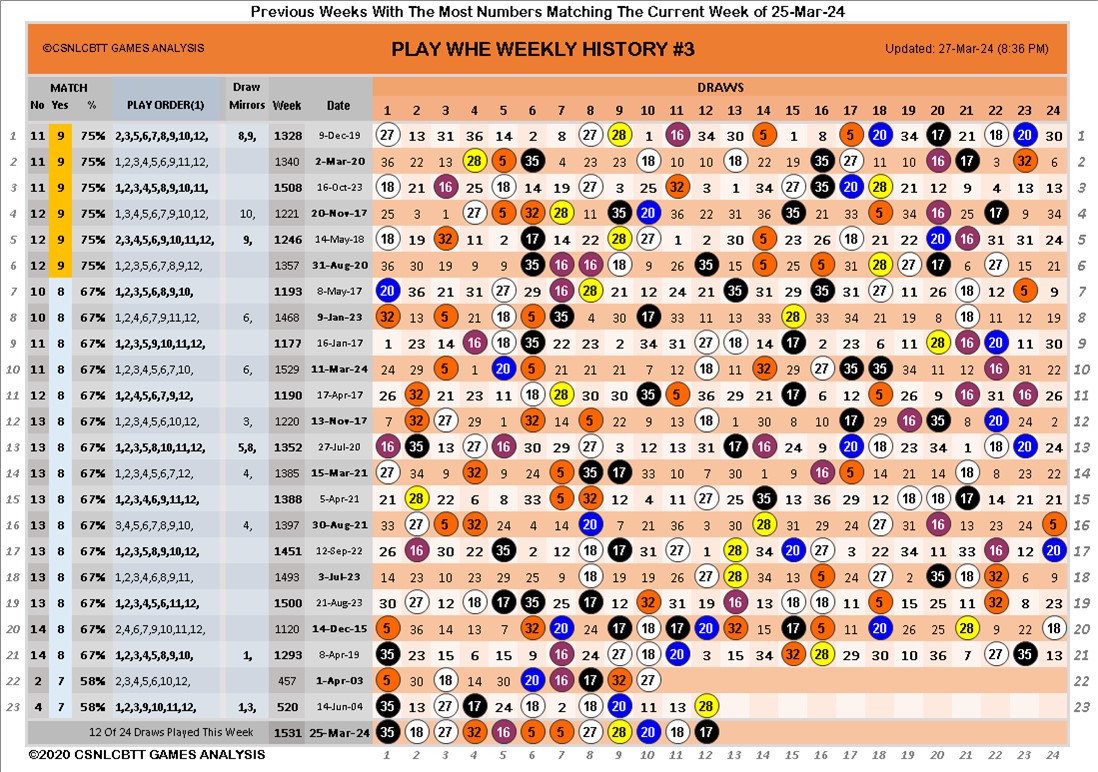 Previous Weeks With The Most Numbers Matching The Current Week of 25-Mar-24
©CSNLCBTT GAMES ANALYSIS PLAY WHE WEEKLY HISTORY #3 Updated: 27-Mar-24 (8:36 PM)
MATCH Draw DRAWS
No Yes % PLAY ORDER(1) Mirrors Week Date 1 2 3 4 5 6 7 8 9 10 11 12 13 14 15 16 17 18 19 20 21 22 23 24
1 11 9 75% 2,3,5,6,7,8,9,10,12, 8,9, 1328 9-Dec-19 27 13 31 36 14 2 8 27 28 1 16 34 30 5 1 8 5 20 34 17 21 18 20 30 1
2 11 9 75% 1,2,3,4,5,6,9,11,12, 1340 2-Mar-20 36 22 13 28 5 35 4 23 23 18 10 10 18 22 19 35 27 11 10 16 17 3 32 6 2
3 11 9 75% 1,2,3,4,5,8,9,10,11, 1508 16-Oct-23 18 21 16 25 18 14 19 27 3 25 32 3 1 34 27 35 20 28 21 12 9 4 13 13 3
4 12 9 75% 1,3,4,5,6,7,9,10,12, 10, 1221 20-Nov-17 25 3 1 27 5 32 28 11 35 20 36 22 31 36 35 21 33 5 34 16 25 17 9 34 4
5 12 9 75% 2,3,4,5,6,9,10,11,12, 9, 1246 14-May-18 18 19 32 11 2 17 14 22 28 27 1 2 30 5 23 26 18 21 22 20 16 31 31 24 5
6 12 9 75% 1,2,3,5,6,7,8,9,12, 1357 31-Aug-20 36 30 19 9 9 35 16 16 18 9 26 35 15 5 26 5 15 28 27 17 6 27 15 21 6
7 10 8 67% 1,2,3,5,6,8,9,10, 1193 8-May-17 20 36 21 31 27 29 16 28 21 12 24 21 35 31 29 35 31 27 11 26 18 12 5 9 7
8 10 8 67% 1,2,4,6,7,9,11,12, 6, 1468 9-Jan-23 32 13 5 21 18 5 35 4 30 17 11 13 33 33 28 33 34 21 19 8 18 11 12 19 8
9 11 8 67% 1,2,3,5,9,10,11,12, 1177 16-Jan-17 1 23 14 16 18 35 22 23 2 34 31 27 18 14 17 2 23 6 11 28 16 20 11 30 9
10 11 8 67% 1,2,3,4,5,6,7,10, 6, 1529 11-Mar-24 24 29 5 1 20 5 21 21 21 7 12 18 14 32 26 27 17 35 34 11 12 16 31 22 10
11 12 8 67% 1,2,4,5,6,7,9,12, 1190 17-Apr-17 26 32 21 23 11 18 28 30 30 35 5 36 29 21 17 6 12 5 26 9 16 31 16 26 11
12 13 8 67% 1,2,3,4,5,6,10,12, 3, 1220 13-Nov-17 7 32 27 29 1 32 14 5 22 9 13 18 1 24 24 2 17 19 16 35 22 20 24 2 12
13 13 8 67% 1,2,3,5,8,10,11,12, 5,8, 1352 27-Jul-20 16 35 13 27 16 30 29 27 3 12 13 31 17 16 24 9 20 18 23 34 1 18 20 24 13
14 13 8 67% 1,2,3,4,5,6,7,12, 4, 1385 15-Mar-21 27 34 9 32 9 24 5 35 17 33 10 7 30 1 9 16 5 14 21 14 18 8 23 22 14
15 13 8 67% 1,2,3,4,6,9,11,12, 1388 5-Apr-21 21 28 22 6 8 33 5 32 12 4 11 27 25 35 13 36 29 12 18 18 17 14 21 21 15
16 13 8 67% 3,4,5,6,7,8,9,10, 4, 1397 30-Aug-21 33 27 5 32 24 4 14 20 7 21 36 3 30 28 31 29 24 27 31 16 13 23 24 5 16
17 13 8 67% 1,2,3,5,8,9,10,12, 1451 12-Sep-22 26 16 30 22 35 2 12 18 17 31 27 1 28 34 20 27 3 22 34 11 33 16 12 20 17
18 13 8 67% 1,2,3,4,6,8,9,11, 1493 3-Jul-23 14 23 10 23 29 25 9 18 19 19 26 27 28 34 13 5 24 27 2 35 18 32 6 9 18
19 13 8 67% 1,2,3,4,5,6,11,12, 1500 21-Aug-23 30 27 12 18 17 35 25 17 12 32 31 12 16 13 18 18 11 5 15 25 11 32 8 23 19
20 14 8 67% 2,4,6,7,9,10,11,12, 1120 14-Dec-15 5 36 14 13 7 32 20 24 17 18 17 20 32 14 17 5 11 20 26 25 28 9 22 18 20
21 14 8 67% 1,2,3,4,5,8,9,10, 1, 1293 8-Apr-19 35 23 15 6 15 9 16 24 27 18 20 3 15 34 32 28 29 30 10 36 7 27 35 13 21
22 2 7 58% 2,3,4,5,6,10,12, 457 1-Apr-03 5 30 18 14 30 20 16 17 32 27 22
23 4 7 58% 1,2,3,9,10,11,12, 1,3, 520 14-Jun-04 35 13 27 17 24 18 2 18 20 11 13 28 23
12 Of 24 Draws Played This Week 1531 25-Mar-24 35 18 27 32 16 5 5 27 28 20 18 17
©2020 CSNLCBTT GAMES ANALYSIS 1 2 3 4 5 6 7 8 9 10 11 12 13 14 15 16 17 18 19 20 21 22 23 24